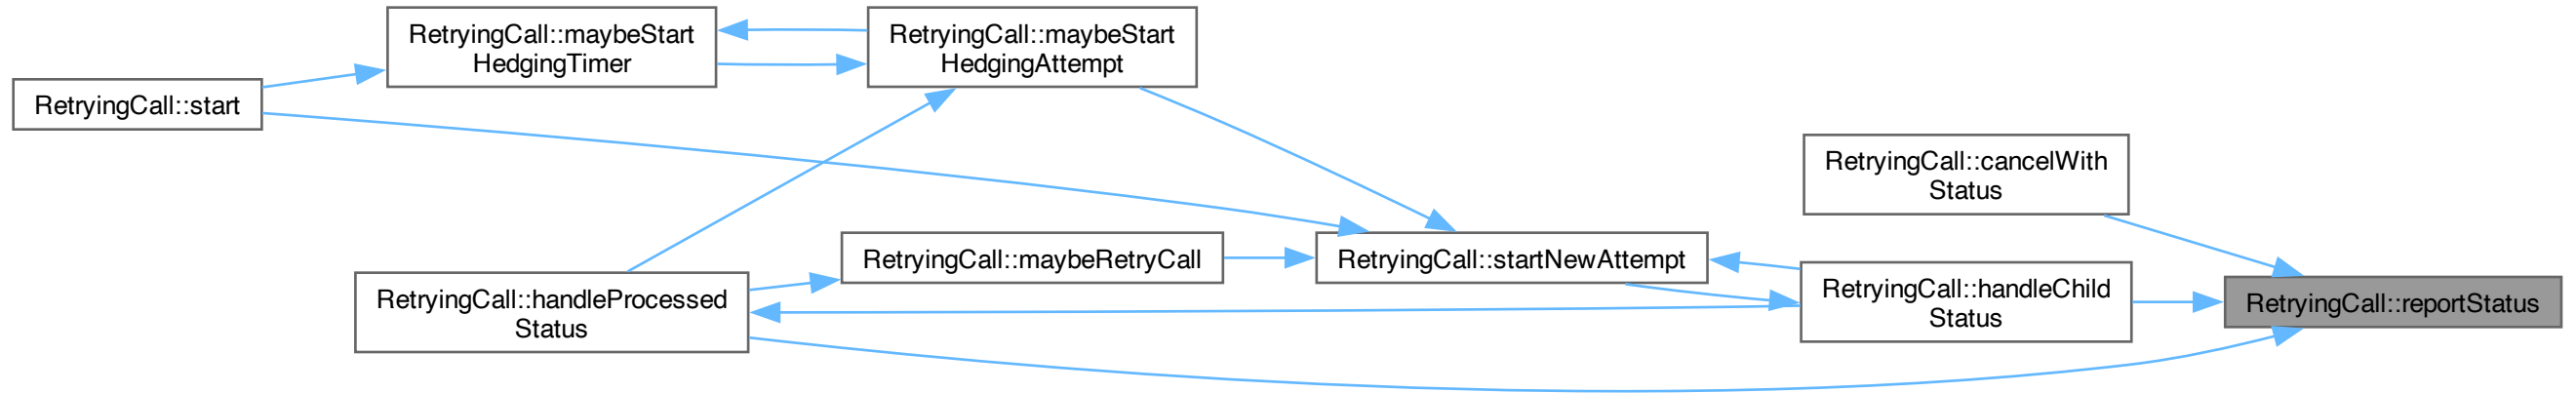 RetryingCall::maybeStart
HedgingTimer
RetryingCall::maybeStart
HedgingAttempt
RetryingCall::start
RetryingCall::cancelWith
Status
RetryingCall::maybeRetryCall
RetryingCall::startNewAttempt
RetryingCall::handleProcessed
Status
RetryingCall::handleChild
Status
RetryingCall::reportStatus